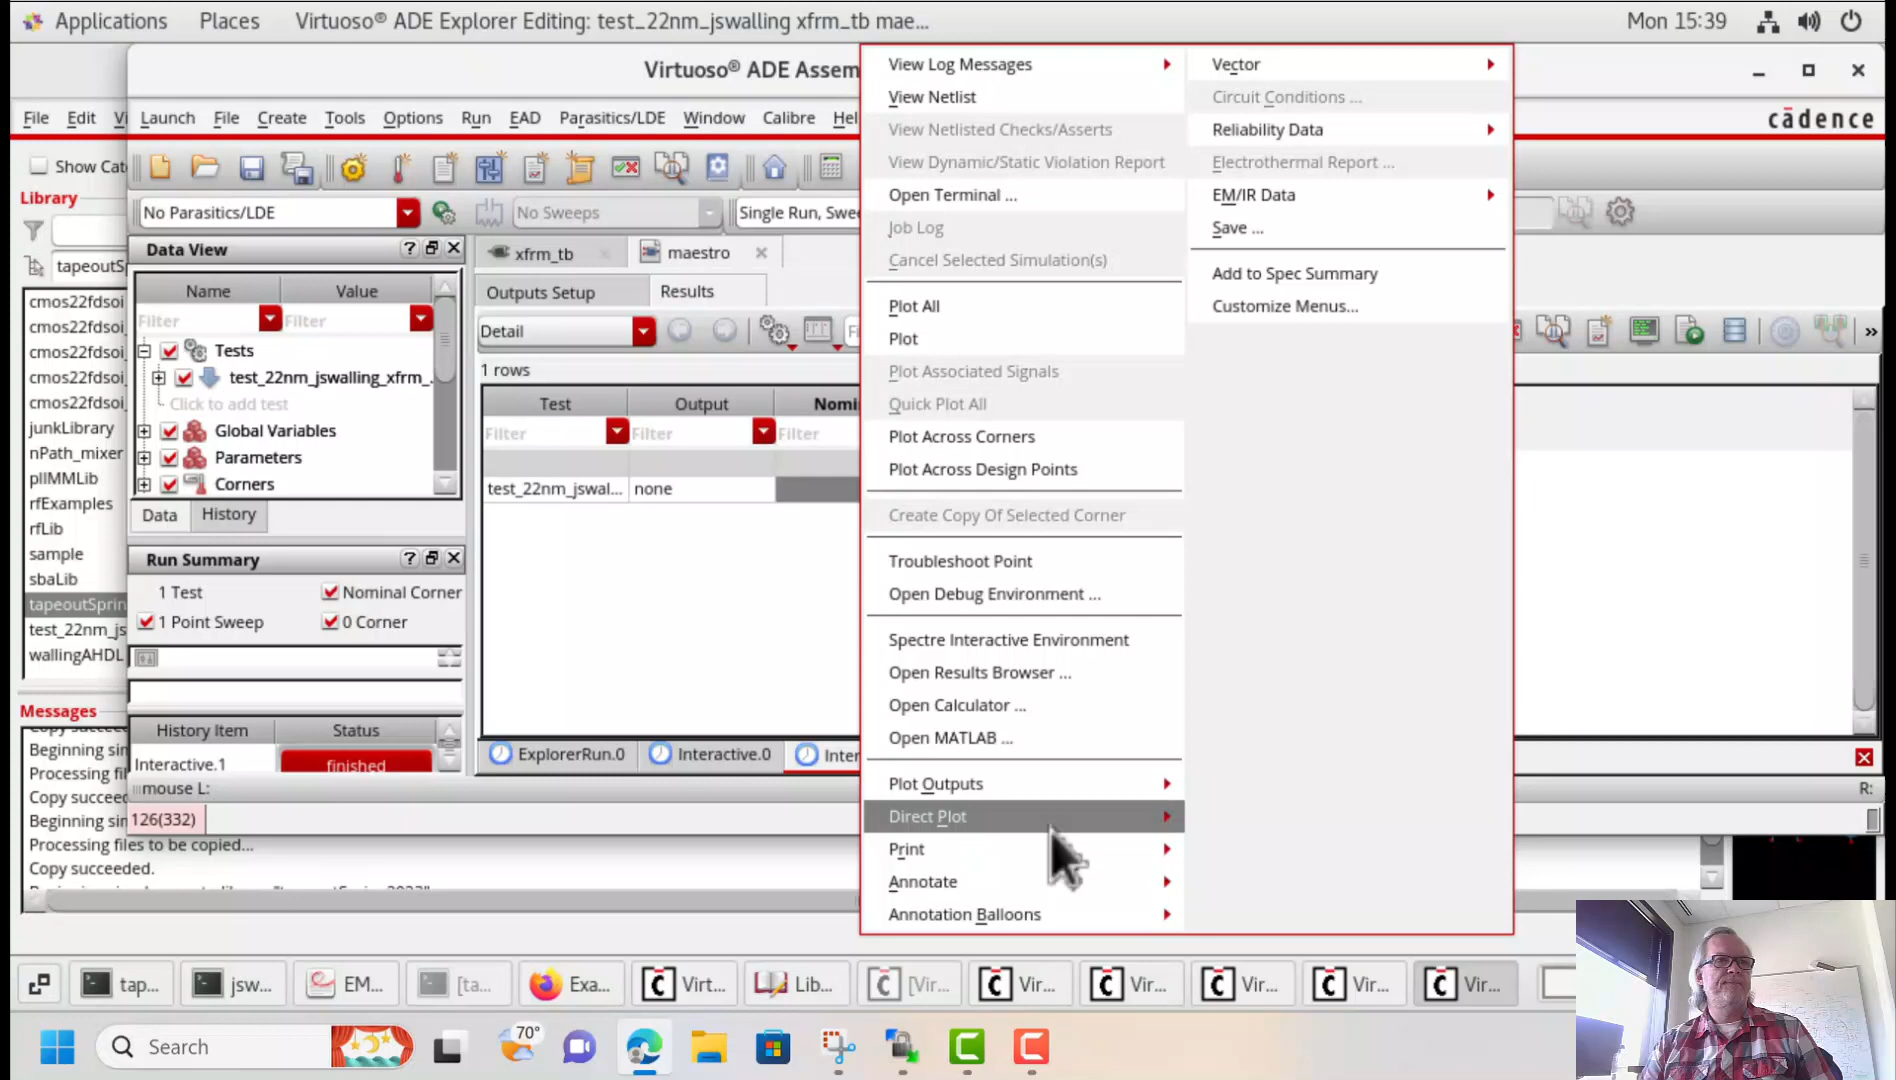 Applications Places Virtuoso® ADE Explorer Editing: test_22nm_jswalling xfrm_tb mae... Mon 15:39
Virtuoso® ADE Assem
File Edit Vi Launch File Create Tools Options Run EAD Parasitics/LDE Window Calibre Hel
cādence
Show Cat
Library
tapeoutS
cmos22fdsoi
cmos22fdsoi
cmos22fdsoi
cmos22fdsoi
cmos22fdsoi
junkLibrary
nPath_mixer
pllMMLib
rfExamples
rfLib
sample
sbaLib
tapeoutSprin
test_22nm_js
wallingAHDL
No Parasitics/LDE
No Sweeps
Single Run, Swee
Data View
?
Name Value
Filter Filter
Tests
test_22nm_jswalling_xfrm_.
Click to add test
Global Variables
Parameters
Corners
Data History
Run Summary
?
1 Test Nominal Corner
1 Point Sweep 0 Corner
History Item Status
Interactive.1 finished
mouse L:
R:
126(332)
xfrm_tb maestro
Outputs Setup Results
Detail
1 rows
Test Output Nomi
Filter Filter Filter
test_22nm_jswal... none
ExplorerRun.0 Interactive.0 Inter
View Log Messages
View Netlist
View Netlisted Checks/Asserts
View Dynamic/Static Violation Report
Open Terminal ...
Job Log
Cancel Selected Simulation(s)
Plot All
Plot
Plot Associated Signals
Quick Plot All
Plot Across Corners
Plot Across Design Points
Create Copy Of Selected Corner
Troubleshoot Point
Open Debug Environment ...
Spectre Interactive Environment
Open Results Browser ...
Open Calculator ...
Open MATLAB ...
Plot Outputs
Direct Plot
Print
Annotate
Annotation Balloons
Vector
Circuit Conditions ...
Reliability Data
Electrothermal Report ...
EM/IR Data
Save ...
Add to Spec Summary
Customize Menus...
Messages
Beginning sim
Processing fil
Copy succeed
Beginning sim
Processing files to be copied...
Copy succeeded.
tap... jsw... EM... [ta... Exa... Virt... Lib... [Vir... Vir... Vir... Vir... Vir... Vir...
Search
70°